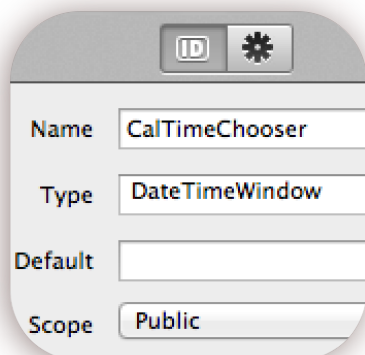 ID
Name CalTimeChooser
Type DateTimeWindow
Default
Scope Public